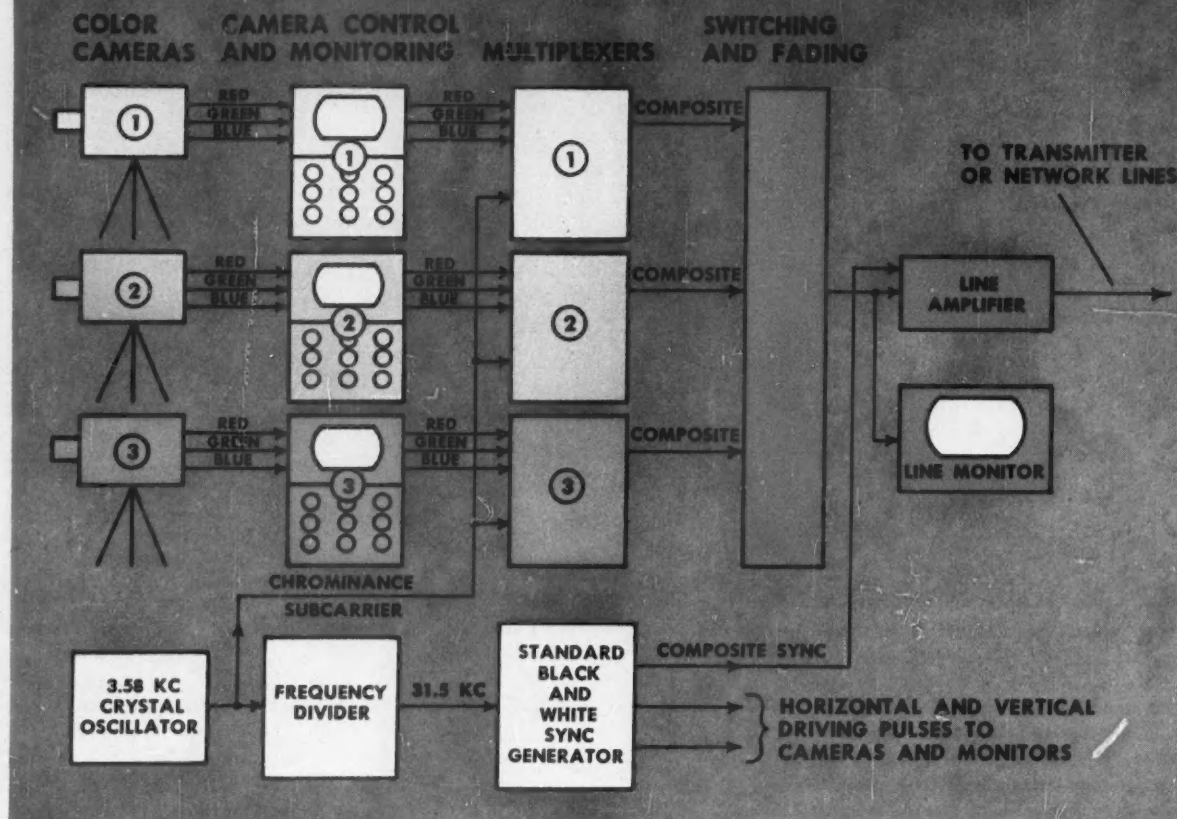 COLOR CAMERAS
CAMERA CONTROL AND MONITORING
MULTIPLEXERS
SWITCHING AND FADING
1
RED
GREEN
BLUE
1
RED
GREEN
BLUE
1
COMPOSITE
TO TRANSMITTER
OR NETWORK LINES
2
RED
GREEN
BLUE
2
RED
GREEN
BLUE
2
COMPOSITE
LINE
AMPLIFIER
3
RED
GREEN
BLUE
3
RED
GREEN
BLUE
3
COMPOSITE
LINE MONITOR
CHROMINANCE
SUBCARRIER
3.58 KC
CRYSTAL
OSCILLATOR
FREQUENCY
DIVIDER
31.5 KC
STANDARD
BLACK
AND
WHITE
SYNC
GENERATOR
COMPOSITE SYNC
HORIZONTAL AND VERTICAL
DRIVING PULSES TO
CAMERAS AND MONITORS